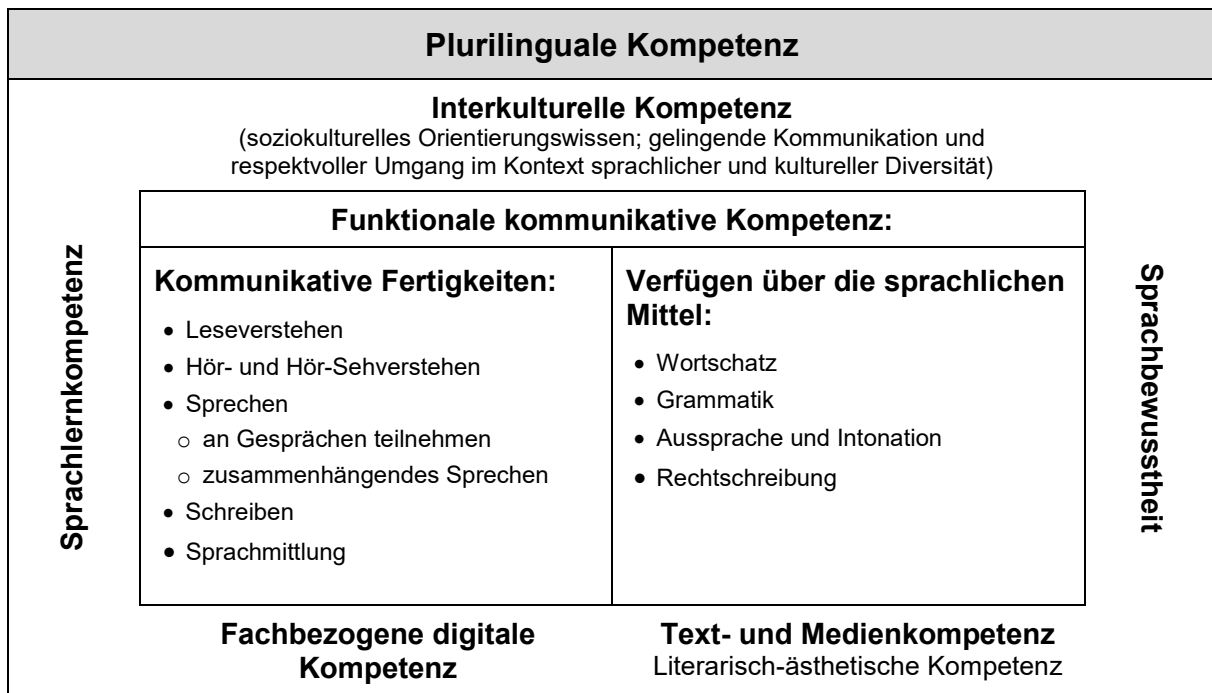 Plurilinguale Kompetenz
Interkulturelle Kompetenz
(soziokulturelles Orientierungswissen; gelingende Kommunikation und
respektvoller Umgang im Kontext sprachlicher und kultureller Diversität)
Sprachlernkompetenz
Funktionale kommunikative Kompetenz:
Kommunikative Fertigkeiten:
• Leseverstehen
• Hör- und Hör-Sehverstehen
• Sprechen
o an Gesprächen teilnehmen
o zusammenhängendes Sprechen
• Schreiben
• Sprachmittlung
Verfügen über die sprachlichen
Mittel:
• Wortschatz
• Grammatik
• Aussprache und Intonation
• Rechtschreibung
Sprachbewusstheit
Fachbezogene digitale
Kompetenz
Text- und Medienkompetenz
Literarisch-ästhetische Kompetenz